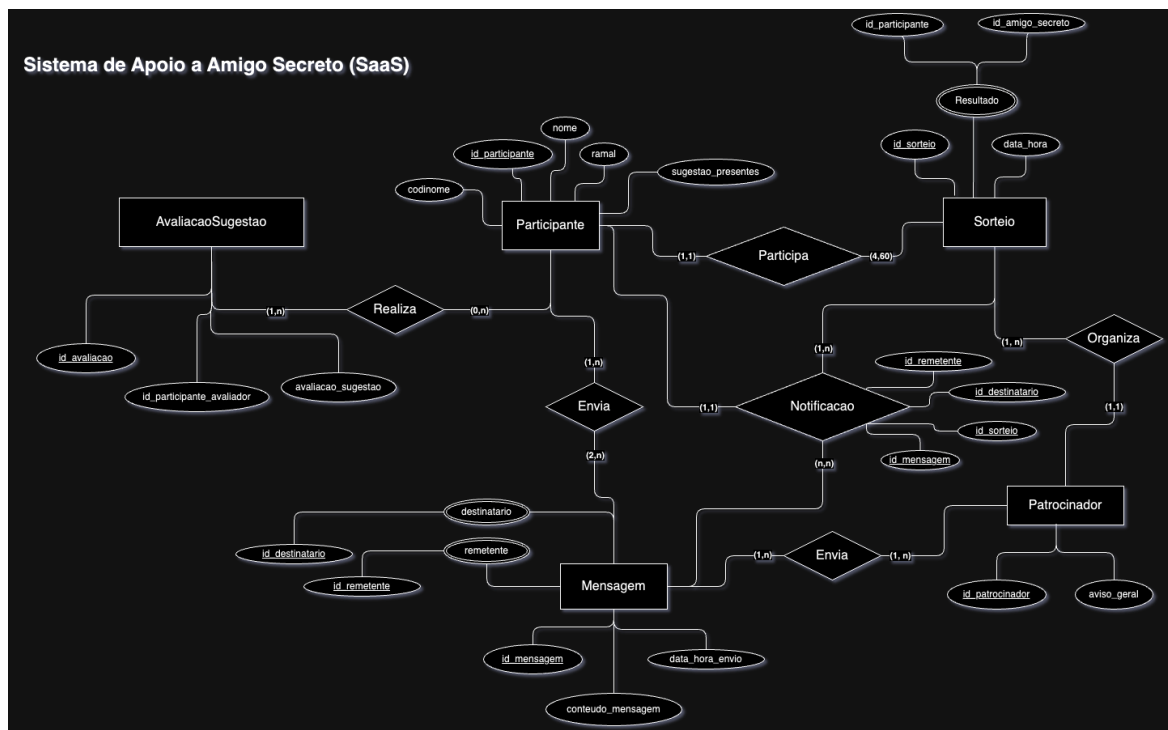 id_participante
id_amigo_secreto
Sistema de Apoio a Amigo Secreto (SaaS)
Resultado
nome
id_participante
ramal
id_sorteio
data_hora
sugestao_presentes
codinome
AvaliacaoSugestao
Participante
Sorteio
(1,1)
Participa
(4,60)
(1,n)
Realiza
(0,n)
(1, n)
Organiza
id_avaliacao
id_participante_avaliador
avaliacao_sugestao
(1,n)
(1,n)
id_remetente
id_destinatario
Envia
(1,1)
Notificacao
(1,1)
id_sorteio
id_mensagem
(2,n)
(n,n)
destinatario
Patrocinador
id_destinatario
remetente
id_remetente
(1,n)
Envia
(1, n)
Mensagem
id_patrocinador
aviso_geral
id_mensagem
data_hora_envio
conteudo_mensagem